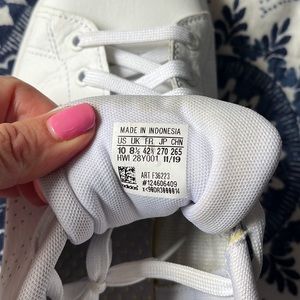 MADE IN INDONESIA
US UK FR JP CHN
10 8½ 42⅔ 270 265
HWI 28Y001 11/19
ART F36223
#124606409
adidas